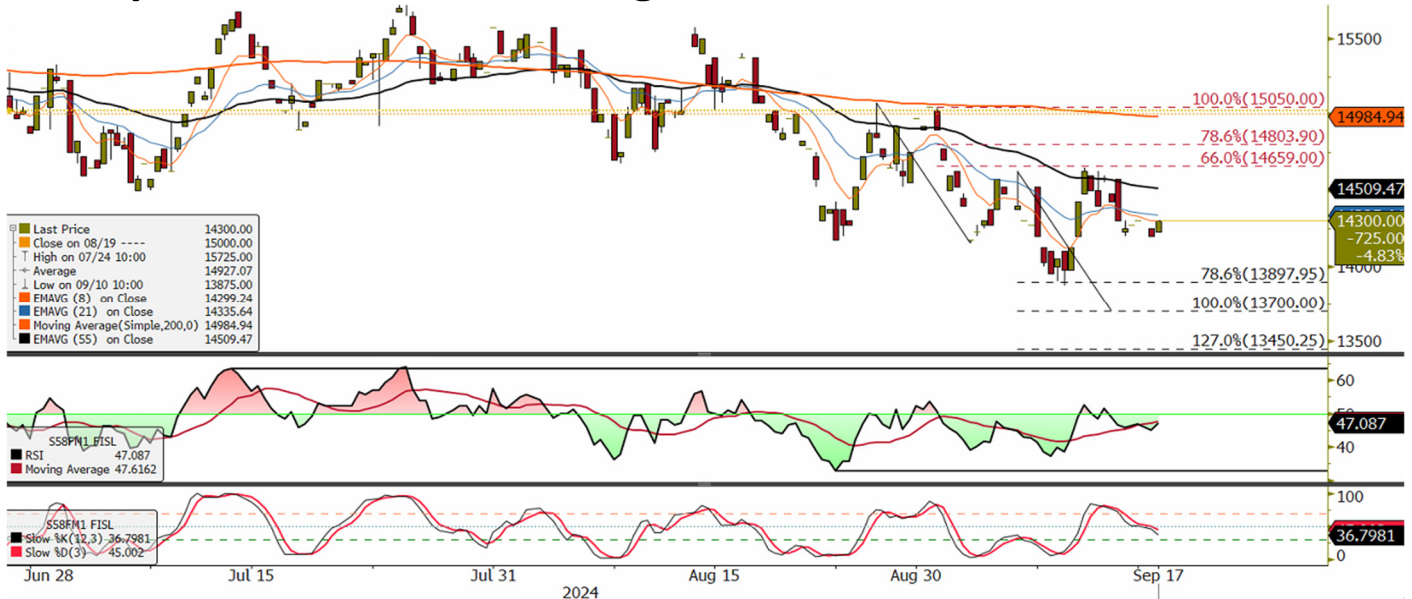 15500
100.0%(15050.00)
14984.94
78.6%(14803.90)
66.0%(14659.00)
14509.47
14300.00
-725.00
-4.83%
14000
78.6%(13897.95)
100.0%(13700.00)
13500
127.0%(13450.25)
Last Price 14300.00
Close on 08/19 ---- 15000.00
High on 07/24 10:00 15725.00
Average 14927.07
Low on 09/10 10:00 13875.00
EMAVG (8) on Close 14299.24
EMAVG (21) on Close 14335.64
Moving Average(Simple,200,0) 14984.94
EMAVG (55) on Close 14509.47
60
50
47.087
40
S58FM1 FISL
RSI 47.087
Moving Average 47.6162
100
36.7981
0
S58FM1 FISL
Slow %K(12,3) 36.7981
Slow %D(3) 45.002
Jun 28 Jul 15 Jul 31 Aug 15 Aug 30 Sep 17
2024